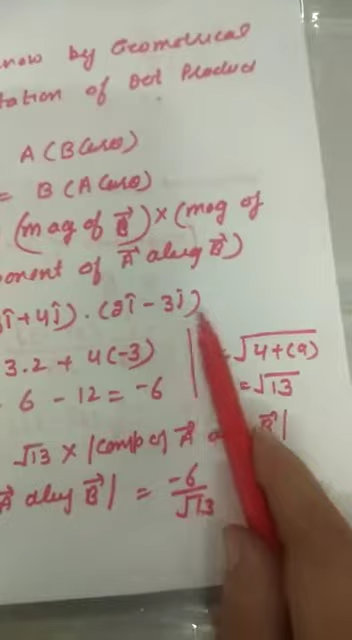 know by Geometrical
tation of Dot Product
A (B Cosθ)
= B (A Cosθ)
(mag of B⃗) × (mag of
ponent of A⃗ along B⃗)
î + 4ĵ) · (2î - 3ĵ)
3.2 + 4(-3) = √4+(9)
6 - 12 = -6 = √13
√13 × |comp of A⃗ B⃗|
A⃗ along B⃗| = -6/√13